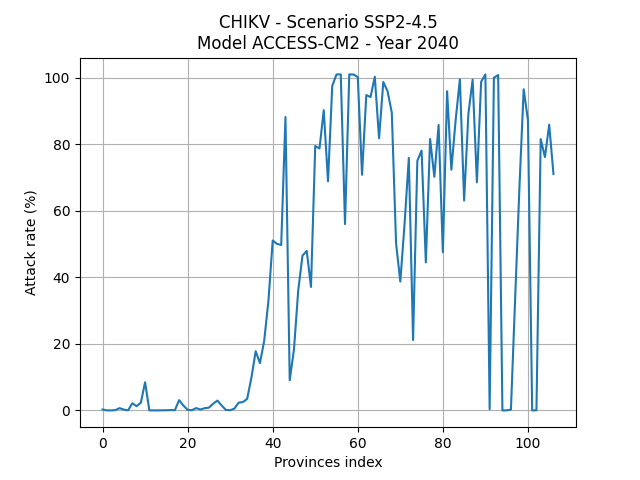 CHIKV - Scenario SSP2-4.5
Model ACCESS-CM2 - Year 2040
Attack rate (%)
100
80
60
40
20
0
0 20 40 60 80 100
Provinces index